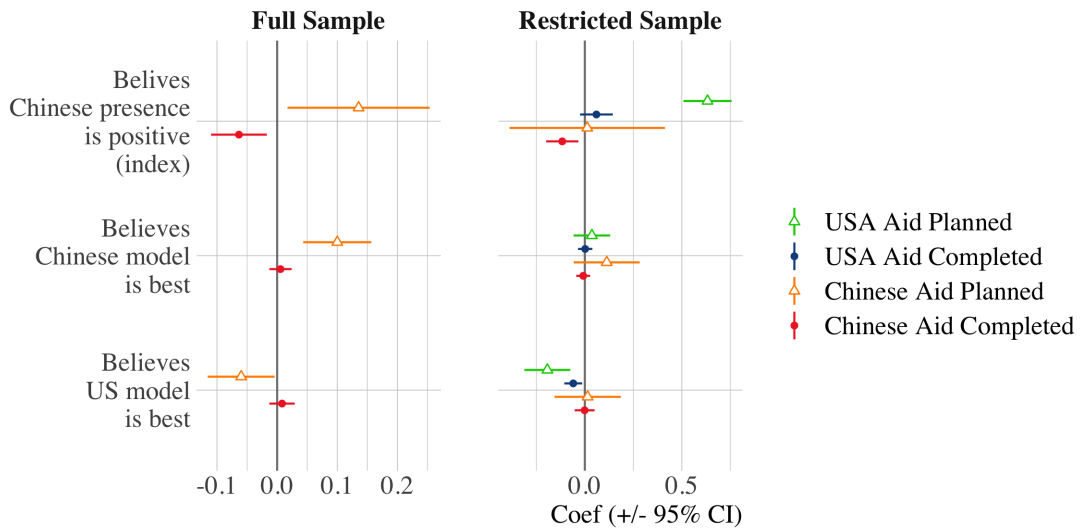 Full Sample
Restricted Sample
Belives
Chinese presence
is positive
(index)
Believes
Chinese model
is best
Believes
US model
is best
-0.1 0.0 0.1 0.2
0.0 0.5
Coef (+/- 95% CI)
USA Aid Planned
USA Aid Completed
Chinese Aid Planned
Chinese Aid Completed